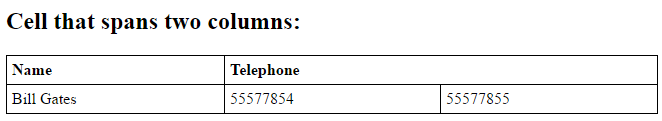 Cell that spans two columns:
Name Telephone
Bill Gates 55577854 55577855